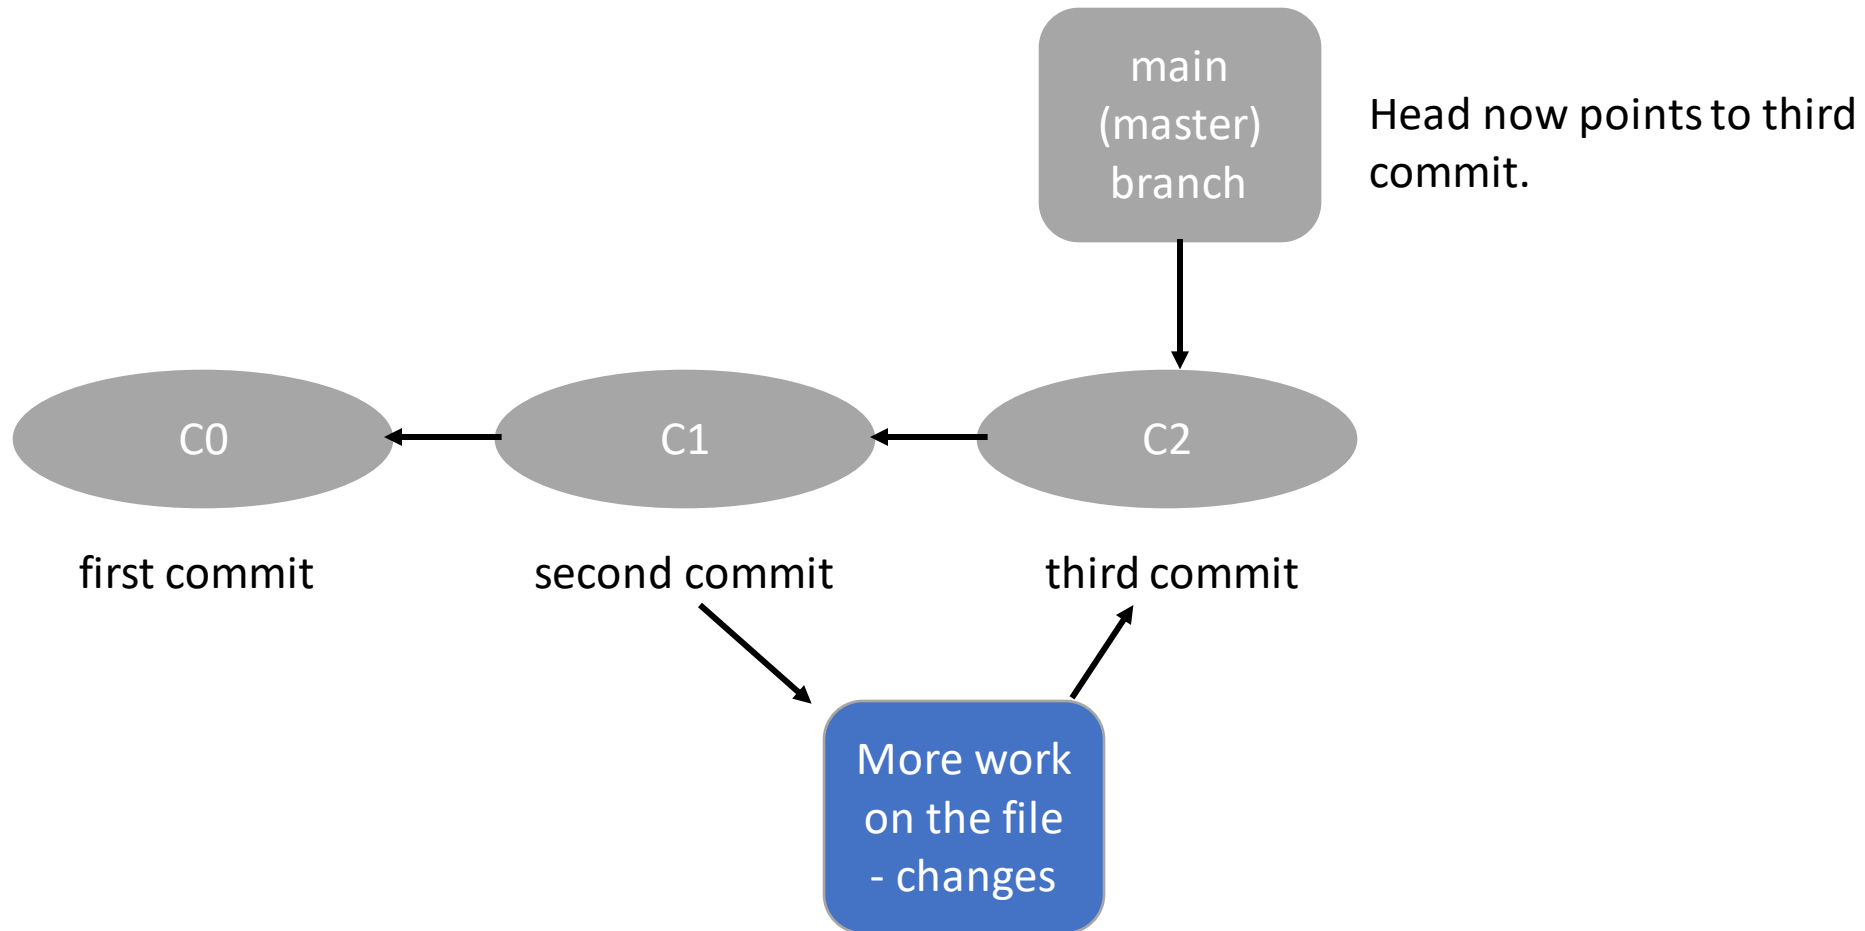 main
(master)
branch
Head now points to third
commit.
C0
C1
C2
first commit
second commit
third commit
More work
on the file
- changes